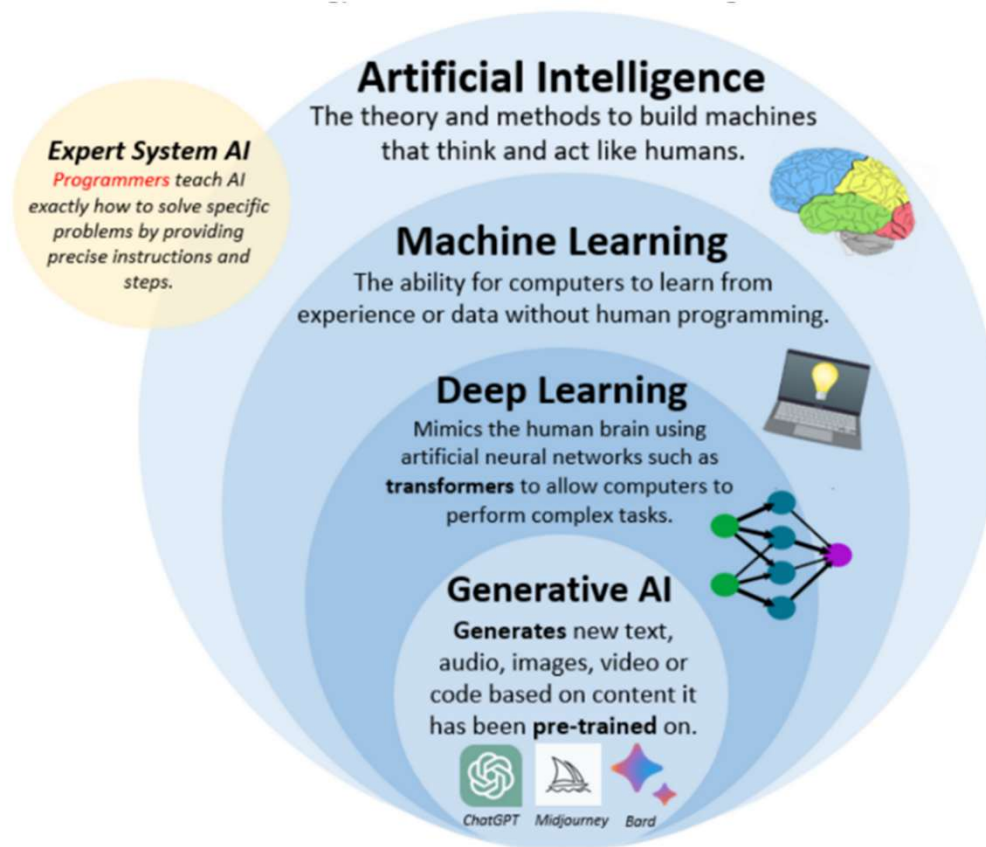 Artificial Intelligence
The theory and methods to build machines
that think and act like humans.
Expert System AI
Programmers teach AI
exactly how to solve specific
problems by providing
precise instructions and
steps.
Machine Learning
The ability for computers to learn from
experience or data without human programming.
Deep Learning
Mimics the human brain using
artificial neural networks such as
transformers to allow computers to
perform complex tasks.
Generative AI
Generates new text,
audio, images, video or
code based on content it
has been pre-trained on.
ChatGPT Midjourney Bard